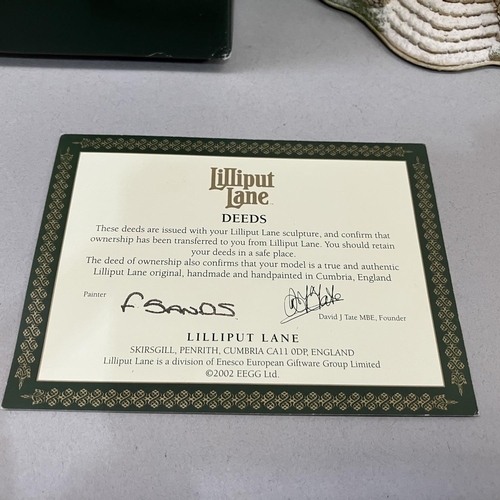 Lilliput
Lane
DEEDS
These deeds are issued with your Lilliput Lane sculpture, and confirm that
ownership has been transferred to you from Lilliput Lane. You should retain
your deeds in a safe place.
The deed of ownership also confirms that your model is a true and authentic
Lilliput Lane original, handmade and handpainted in Cumbria, England
Painter F SANDS
David J Tate MBE, Founder
LILLIPUT LANE
SKIRSGILL, PENRITH, CUMBRIA CA11 0DP, ENGLAND
Lilliput Lane is a division of Enesco European Giftware Group Limited
©2002 EEGG Ltd.